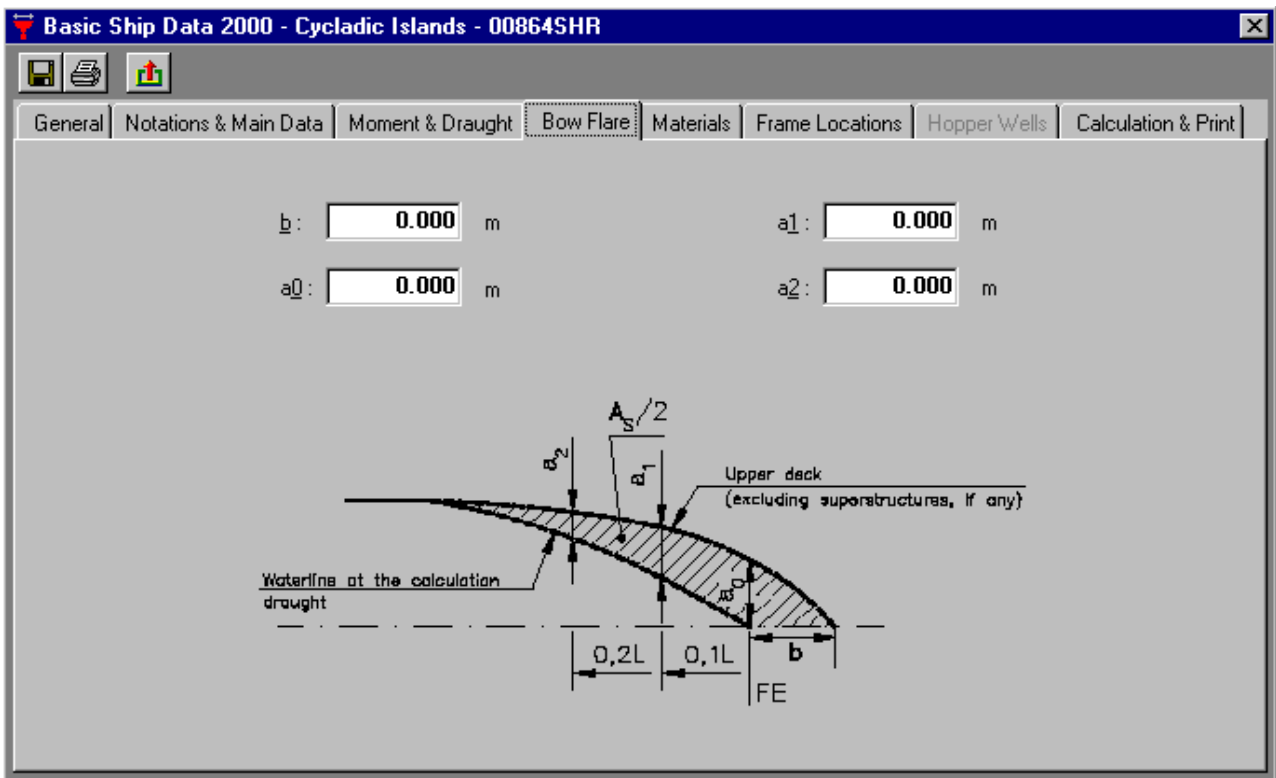 Basic Ship Data 2000 - Cycladic Islands - 00864SHR
General Notations & Main Data Moment & Draught Bow Flare Materials Frame Locations Hopper Wells Calculation & Print
b : 0.000 m a1 : 0.000 m
a0 : 0.000 m a2 : 0.000 m
As/2
a2
a1
Upper deck
(excluding superstructures, if any)
Waterline at the calculation
draught
a0
0,2L 0,1L b
FE